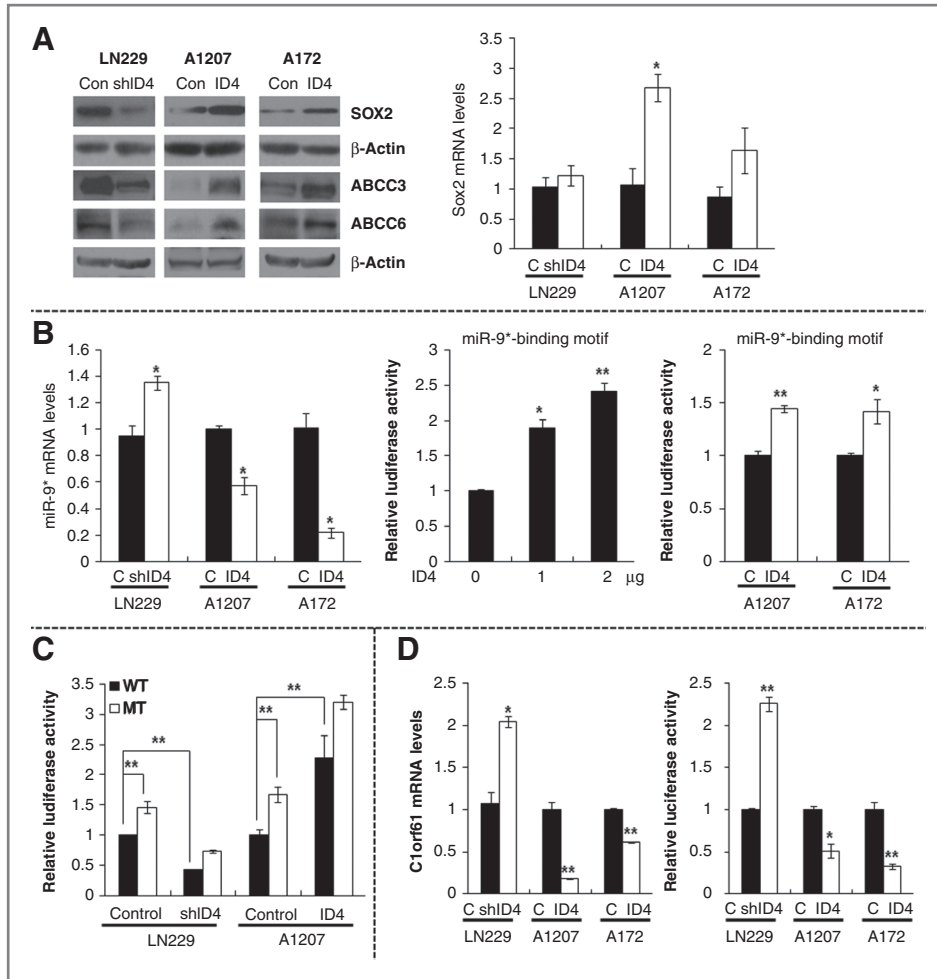 A
LN229 A1207 A172
Con shID4 Con ID4 Con ID4
SOX2
β-Actin
ABCC3
ABCC6
β-Actin
Sox2 mRNA levels
3.5
3
2.5
2
1.5
1
0.5
0
*
C shID4 C ID4 C ID4
LN229 A1207 A172
B
miR-9* mRNA levels
1.6
1.4
1.2
1
0.8
0.6
0.4
0.2
0
* * *
C shID4 C ID4 C ID4
LN229 A1207 A172
miR-9*-binding motif
Relative ludiferase activity
3
2.5
2
1.5
1
0.5
0
* **
ID4 0 1 2 μg
miR-9*-binding motif
Relative ludiferase activity
2
1.5
1
0.5
0
** *
C ID4 C ID4
A1207 A172
C
Relative ludiferase activity
WT
MT
3.5
3
2.5
2
1.5
1
0.5
0
** ** ** **
Control shID4 Control ID4
LN229 A1207
D
C1orf61 mRNA levels
2.5
2
1.5
1
0.5
0
* ** **
C shID4 C ID4 C ID4
LN229 A1207 A172
Relative luciferase activity
2.5
2
1.5
1
0.5
0
** * **
C shID4 C ID4 C ID4
LN229 A1207 A172